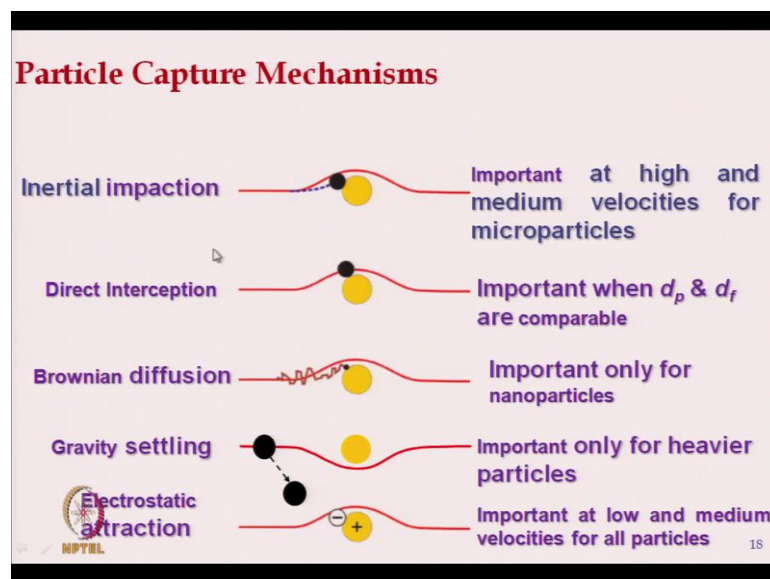 Particle Capture Mechanisms
Inertial impaction
Important at high and
medium velocities for
microparticles
Direct Interception
Important when dp & df
are comparable
Brownian diffusion
Important only for
nanoparticles
Gravity settling
Important only for heavier
particles
Electrostatic
attraction
− +
Important at low and medium
velocities for all particles
NPTEL
18